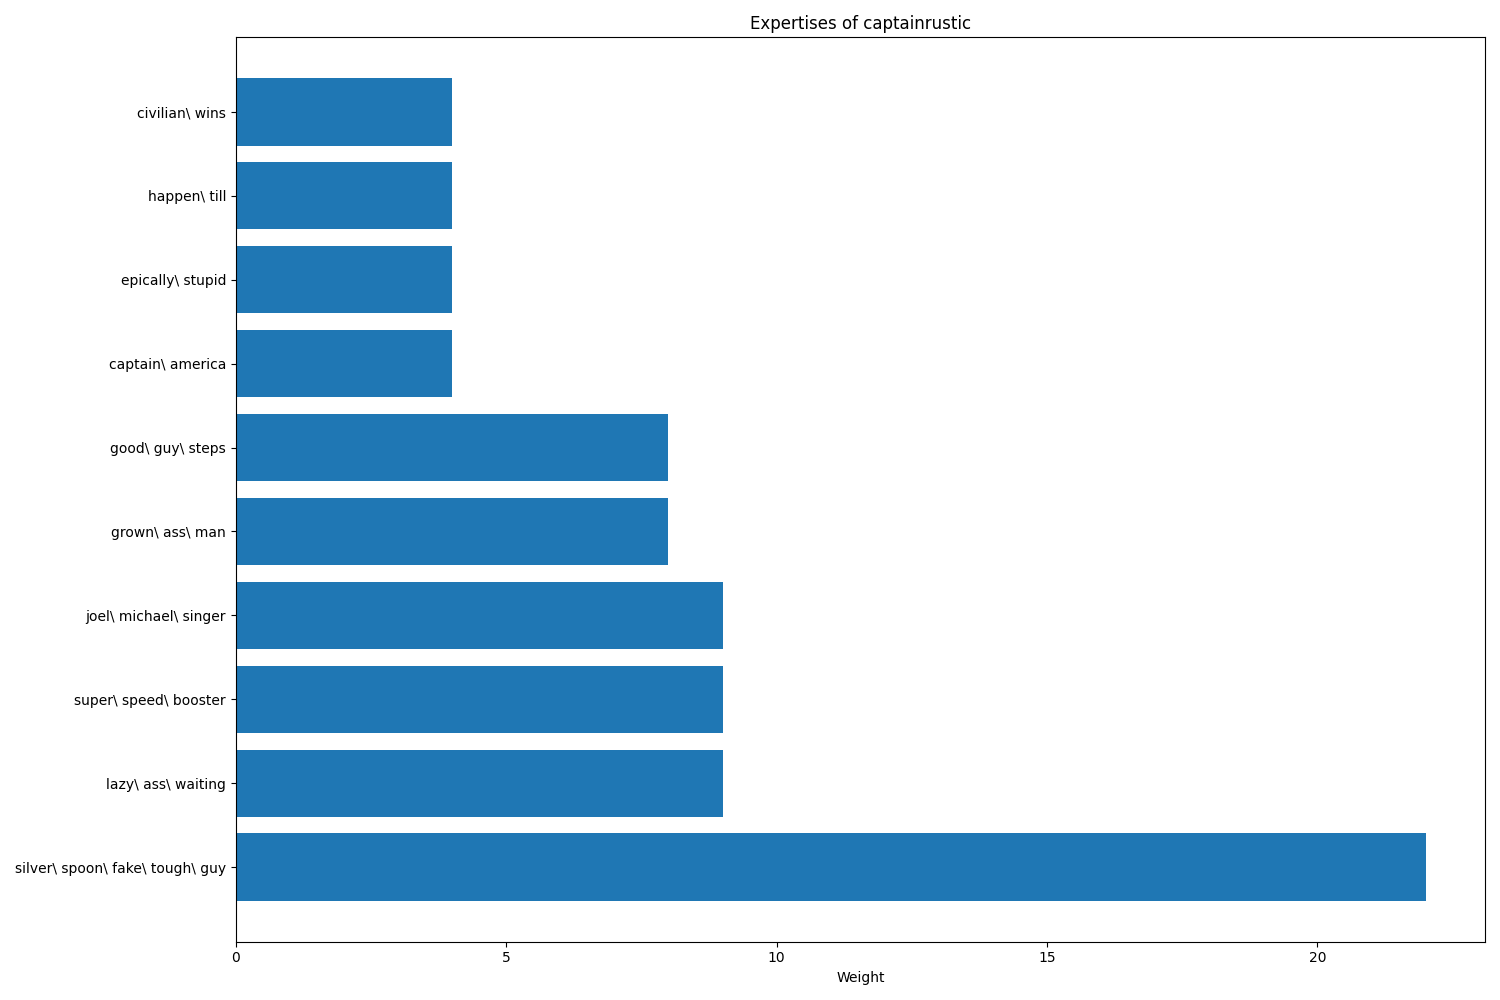 Expertises of captainrustic
civilian\ wins
happen\ till
epically\ stupid
captain\ america
good\ guy\ steps
grown\ ass\ man
joel\ michael\ singer
super\ speed\ booster
lazy\ ass\ waiting
silver\ spoon\ fake\ tough\ guy
0 5 10 15 20
Weight